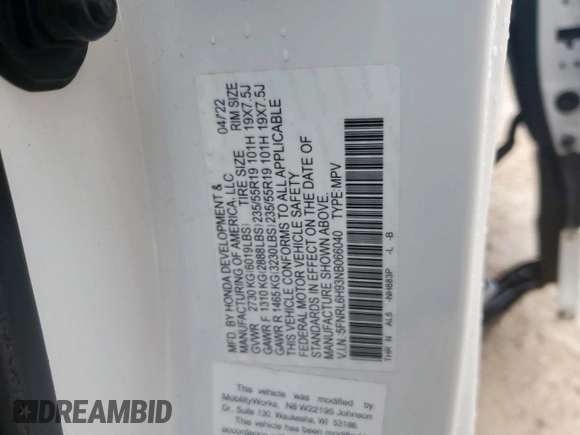 MFD. BY HONDA DEVELOPMENT & 04/22
MANUFACTURING OF AMERICA, LLC TIRE SIZE RIM SIZE
GVWR 2730 KG(6019LBS)
GAWR F 1310 KG(2888LBS) 235/55R19 101H 19X7.5J
GAWR R 1465 KG(3230LBS) 235/55R19 101H 19X7.5J
THIS VEHICLE CONFORMS TO ALL APPLICABLE
FEDERAL MOTOR VEHICLE SAFETY
STANDARDS IN EFFECT ON THE DATE OF
MANUFACTURE SHOWN ABOVE.
V.I.N. 5FNRL6H93NB066040 TYPE:MPV
THR N AL5 -NH883P -L -B
This vehicle was modified by
MobilityWorks, N8 W22195 Johnson
Dr., Suite 130, Waukesha, WI 53186,
STATBIDAMERICA